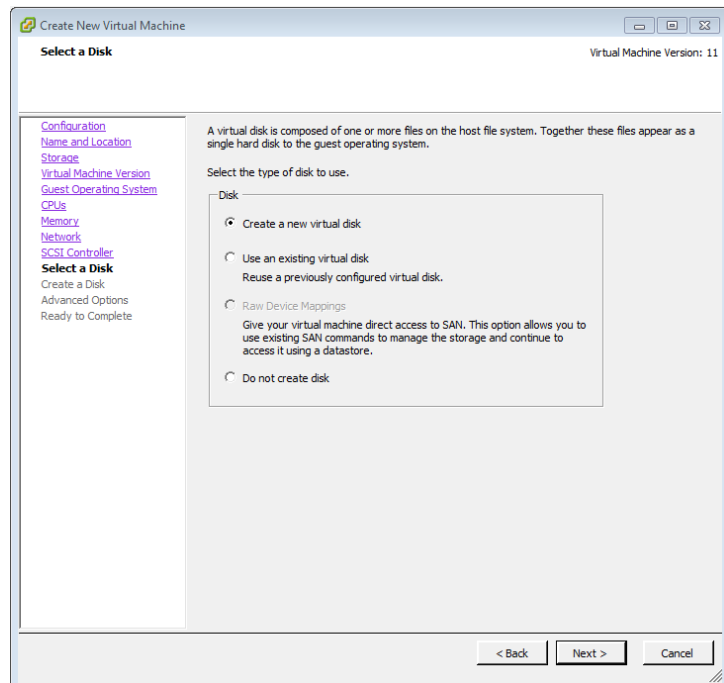 Create New Virtual Machine
Select a Disk
Virtual Machine Version: 11
Configuration
Name and Location
Storage
Virtual Machine Version
Guest Operating System
CPUs
Memory
Network
SCSI Controller
Select a Disk
Create a Disk
Advanced Options
Ready to Complete
A virtual disk is composed of one or more files on the host file system. Together these files appear as a
single hard disk to the guest operating system.
Select the type of disk to use.
Disk
Create a new virtual disk
Use an existing virtual disk
Reuse a previously configured virtual disk.
Raw Device Mappings
Give your virtual machine direct access to SAN. This option allows you to
use existing SAN commands to manage the storage and continue to
access it using a datastore.
Do not create disk
< Back
Next >
Cancel